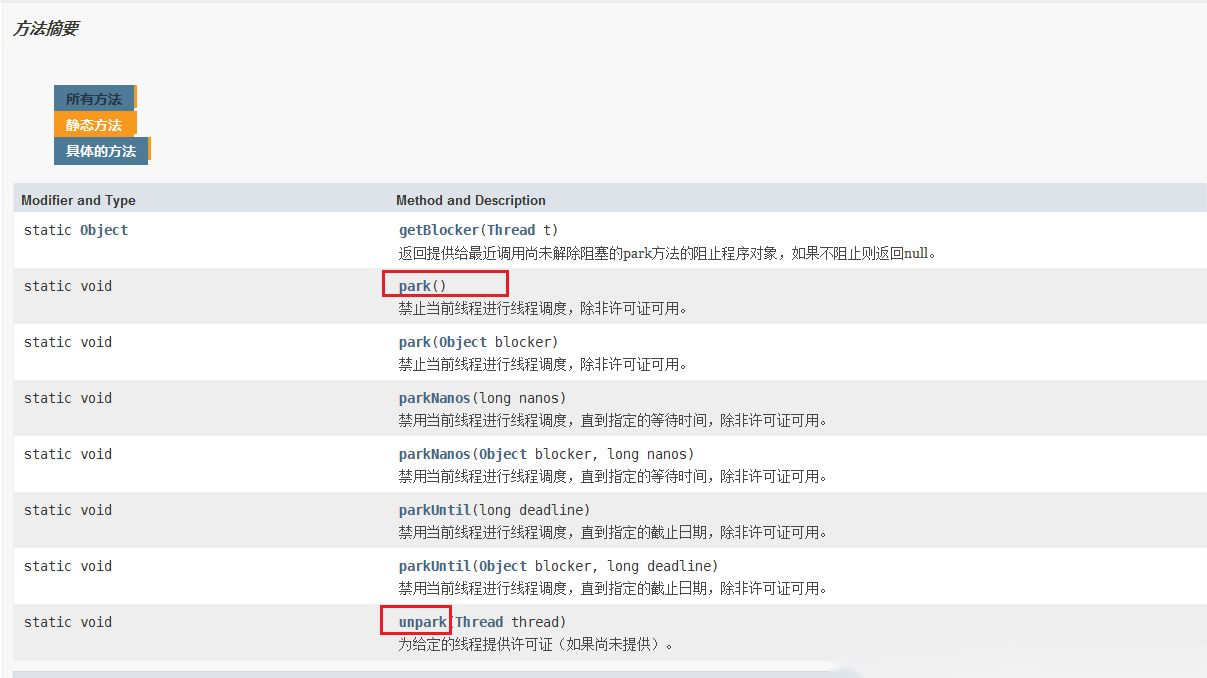 方法摘要
所有方法
静态方法
具体的方法
Modifier and Type Method and Description
static Object getBlocker(Thread t)
返回提供给最近调用尚未解除阻塞的park方法的阻止程序对象，如果不阻止则返回null。
static void park()
禁止当前线程进行线程调度，除非许可证可用。
static void park(Object blocker)
禁止当前线程进行线程调度，除非许可证可用。
static void parkNanos(long nanos)
禁用当前线程进行线程调度，直到指定的等待时间，除非许可证可用。
static void parkNanos(Object blocker, long nanos)
禁用当前线程进行线程调度，直到指定的等待时间，除非许可证可用。
static void parkUntil(long deadline)
禁用当前线程进行线程调度，直到指定的截止日期，除非许可证可用。
static void parkUntil(Object blocker, long deadline)
禁用当前线程进行线程调度，直到指定的截止日期，除非许可证可用。
static void unpark(Thread thread)
为给定的线程提供许可证（如果尚未提供）。